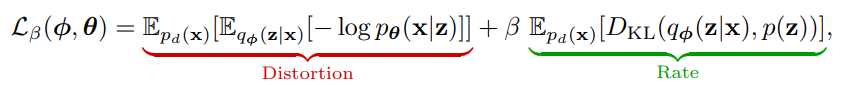 ℒ_β(ϕ, θ) = 𝔼_{p_d(x)}[𝔼_{q_ϕ(z|x)}[− log p_θ(x|z)]] + β 𝔼_{p_d(x)}[D_KL(q_ϕ(z|x), p(z))],
Distortion Rate